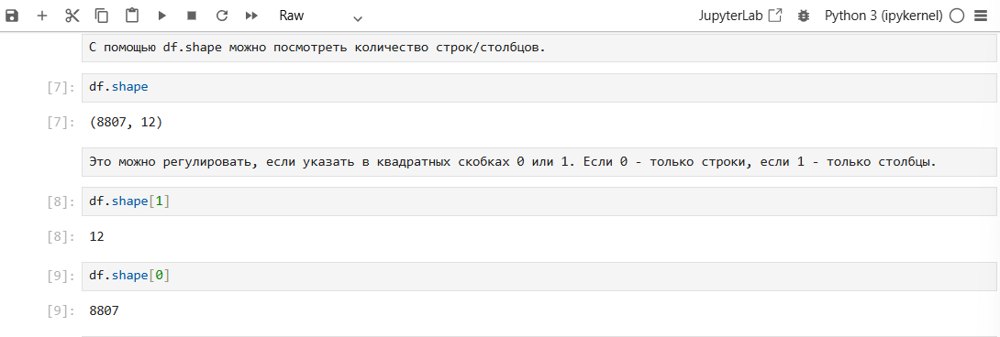 Raw JupyterLab Python 3 (ipykernel)
С помощью df.shape можно посмотреть количество строк/столбцов.
[7]: df.shape
[7]: (8807, 12)
Это можно регулировать, если указать в квадратных скобках 0 или 1. Если 0 - только строки, если 1 - только столбцы.
[8]: df.shape[1]
[8]: 12
[9]: df.shape[0]
[9]: 8807